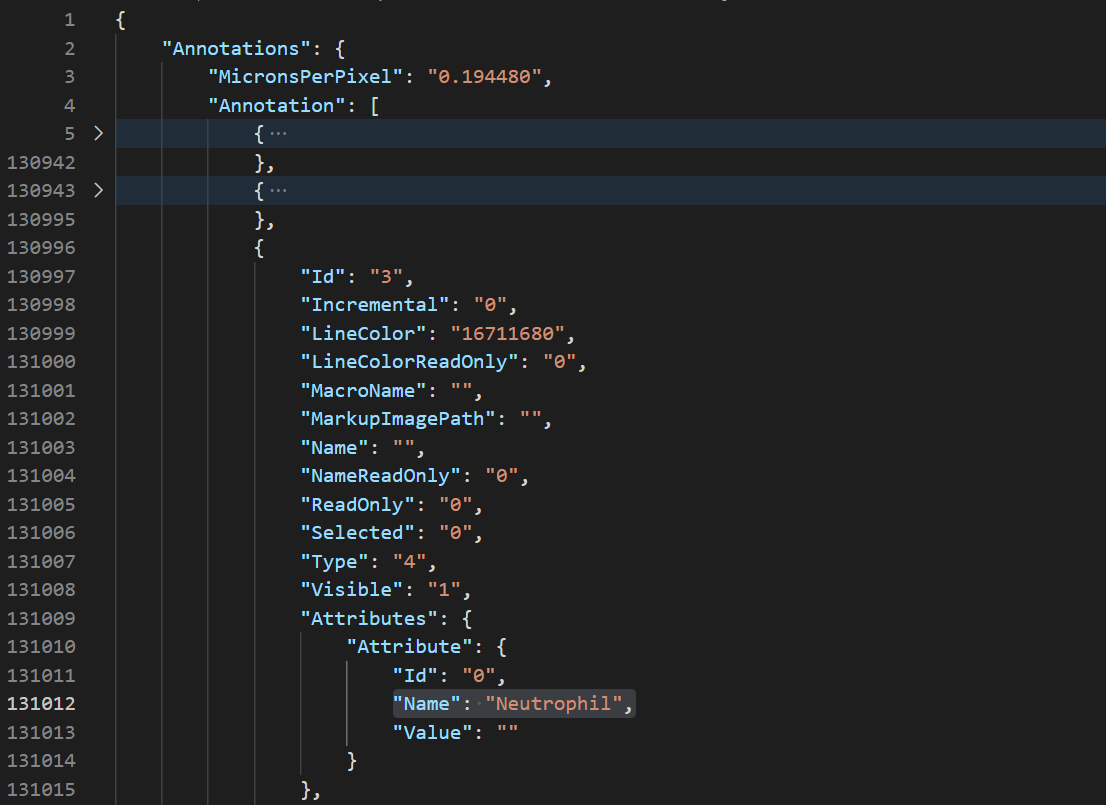 1 {
2 "Annotations": {
3 "MicronsPerPixel": "0.194480",
4 "Annotation": [
5 > { ···
130942 },
130943 > { ···
130995 },
130996 {
130997 "Id": "3",
130998 "Incremental": "0",
130999 "LineColor": "16711680",
131000 "LineColorReadOnly": "0",
131001 "MacroName": "",
131002 "MarkupImagePath": "",
131003 "Name": "",
131004 "NameReadOnly": "0",
131005 "ReadOnly": "0",
131006 "Selected": "0",
131007 "Type": "4",
131008 "Visible": "1",
131009 "Attributes": {
131010 "Attribute": {
131011 "Id": "0",
131012 "Name": "Neutrophil",
131013 "Value": ""
131014 }
131015 },